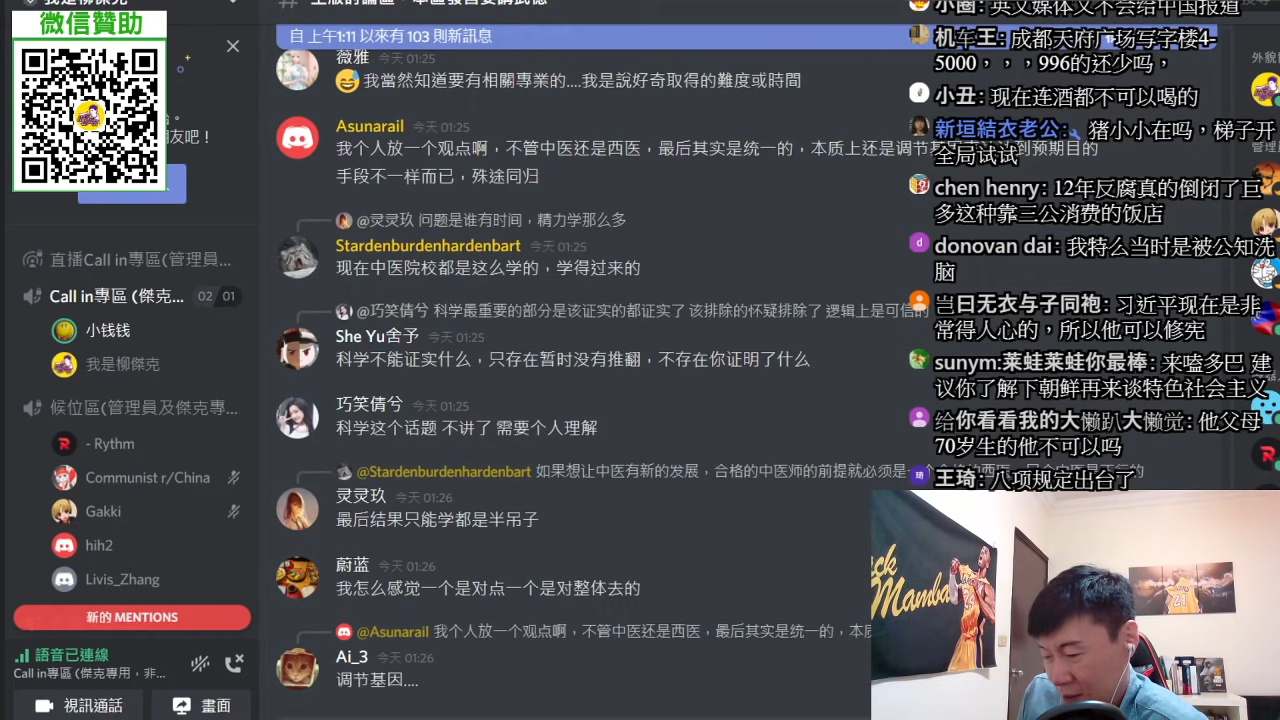 微信贊助
友吧！
直播Call in專區(管理員...
Call in專區 (傑克...
02 01
小钱钱
我是柳傑克
候位區(管理員及傑克專...
- Rythm
Communist r/China
Gakki
hih2
Livis_Zhang
新的 MENTIONS
語音已連線
Call in專區 (傑克專用，非...
視訊通話
畫面
自 上午1:11 以來有 103 則新訊息
薇雅 今天 01:25
我當然知道要有相關專業的....我是說好奇取得的難度或時間
Asunarail 今天 01:25
我个人放一个观点啊，不管中医还是西医，最后其实是统一的，本质上还是调节基
到预期目的
手段不一样而已，殊途同归
@灵灵玖 问题是谁有时间，精力学那么多
Stardenburdenhardenbart 今天 01:25
现在中医院校都是这么学的，学得过来的
@巧笑倩兮 科学最重要的部分是该证实的都证实了 该排除的怀疑排除了 逻辑上是可信的
She Yu舍予 今天 01:25
科学不能证实什么，只存在暂时没有推翻，不存在你证明了什么
巧笑倩兮 今天 01:25
科学这个话题 不讲了 需要个人理解
@Stardenburdenhardenbart 如果想让中医有新的发展，合格的中医师的前提就必须是一
灵灵玖 今天 01:26
最后结果只能学都是半吊子
蔚蓝 今天 01:26
我怎么感觉一个是对点一个是对整体去的
@Asunarail 我个人放一个观点啊，不管中医还是西医，最后其实是统一的，本质
Ai_3 今天 01:26
调节基因....
小圈: 英文媒体又不会给中国报道
机车王: 成都天府广场写字楼4-
5000，，，996的还少吗，
小丑: 现在连酒都不可以喝的
新垣結衣老公: 猪小小在吗，梯子开
全局试试
chen henry: 12年反腐真的倒闭了巨
多这种靠三公消费的饭店
donovan dai: 我特么当时是被公知洗
脑
岂曰无衣与子同袍: 习近平现在是非
常得人心的，所以他可以修宪
sunym:莱蛙莱蛙你最棒: 来嗑多巴 建
议你了解下朝鲜再来谈特色社会主义
给你看看我的大懒趴大懒觉: 他父母
70岁生的他不可以吗
王琦: 八项规定出台了
Mamba